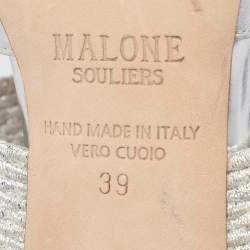 MALONE
SOULIERS
HAND MADE IN ITALY
VERO CUOIO
39